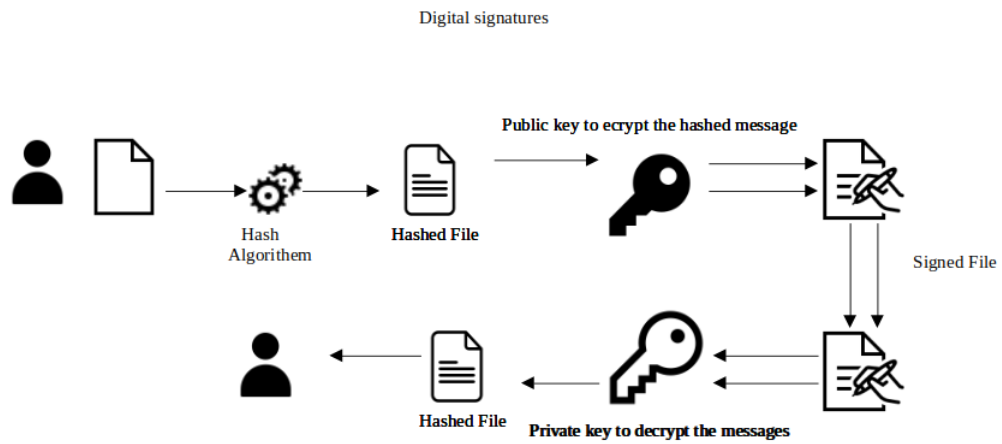 Digital signatures
Public key to ecrypt the hashed message
Hash
Algorithem
Hashed File
Signed File
Hashed File
Private key to decrypt the messages